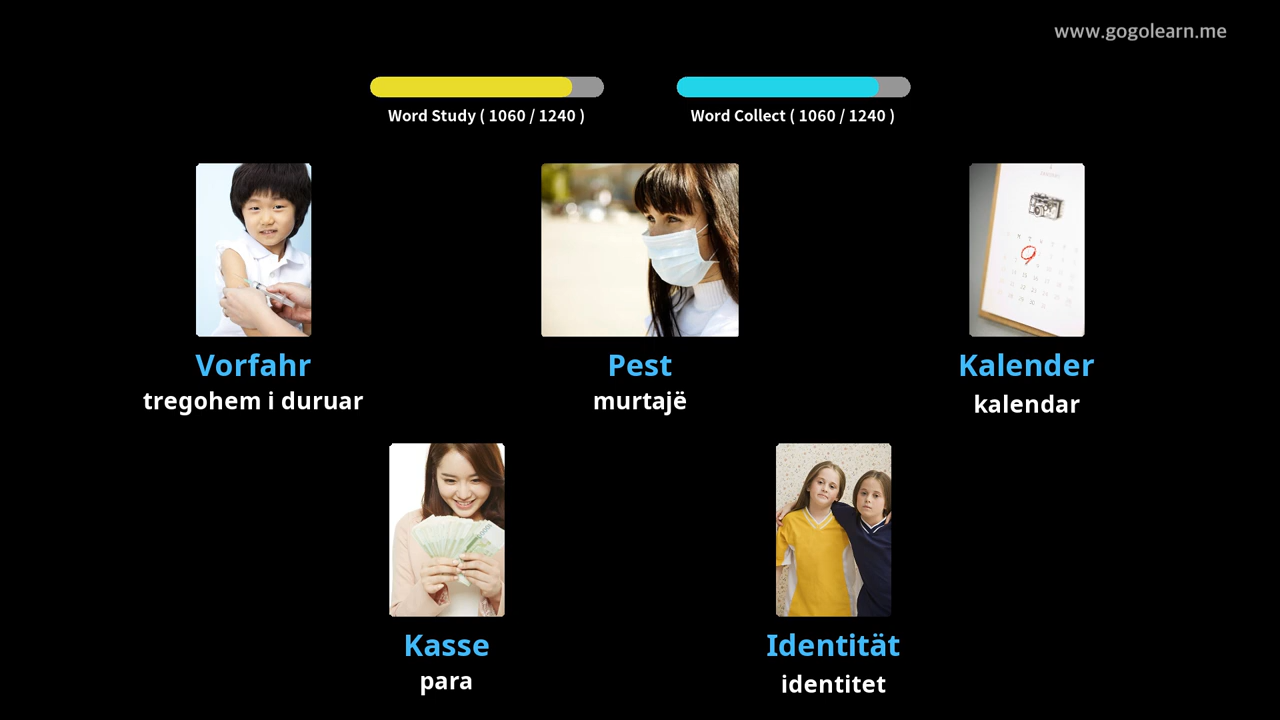 www.gogolearn.me
Word Study ( 1060 / 1240 )
Word Collect ( 1060 / 1240 )
Vorfahr
tregohem i duruar
Pest
murtajë
Kalender
kalendar
Kasse
para
Identität
identitet